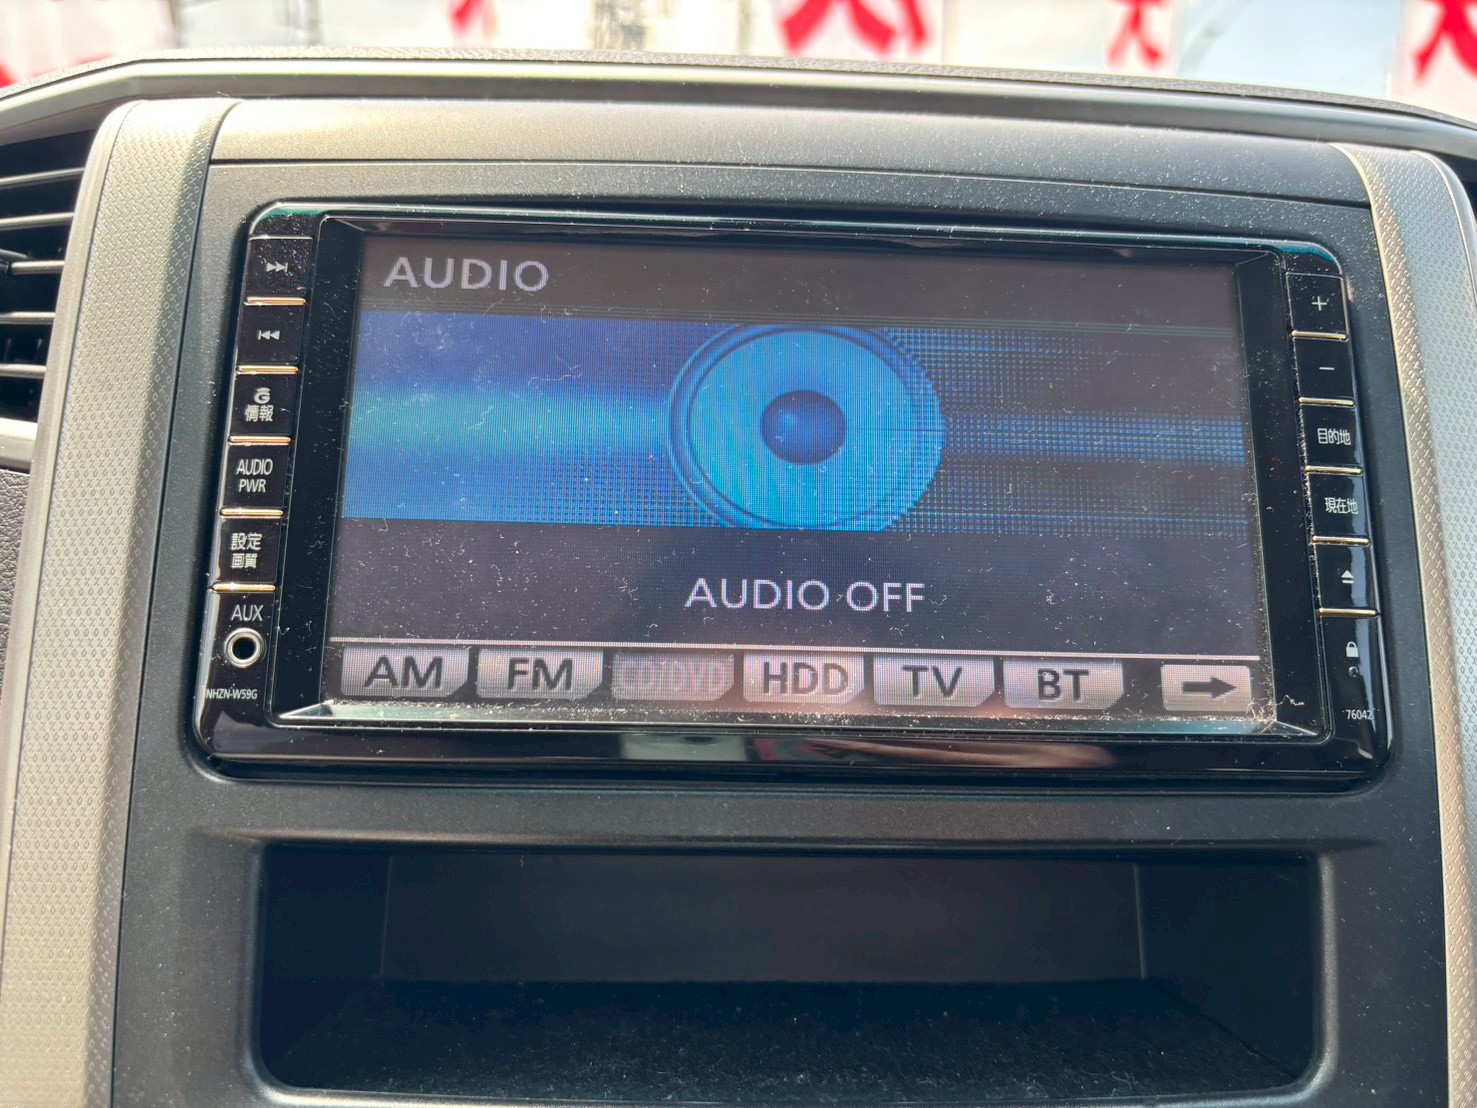 AUDIO
G
情報
AUDIO
PWR
設定
画質
AUX
NHZN-W59G
AUDIO OFF
AM FM CD/DVD HDD TV BT
+
−
目的地
現在地
76042